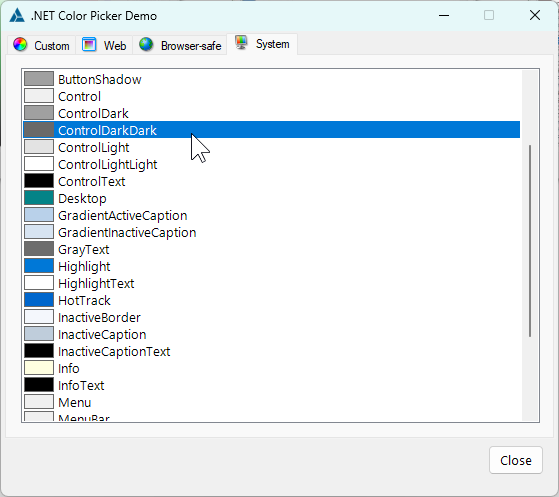 .NET Color Picker Demo
Custom Web Browser-safe System
ButtonShadow
Control
ControlDark
ControlDarkDark
ControlLight
ControlLightLight
ControlText
Desktop
GradientActiveCaption
GradientInactiveCaption
GrayText
Highlight
HighlightText
HotTrack
InactiveBorder
InactiveCaption
InactiveCaptionText
Info
InfoText
Menu
MenuBar
Close